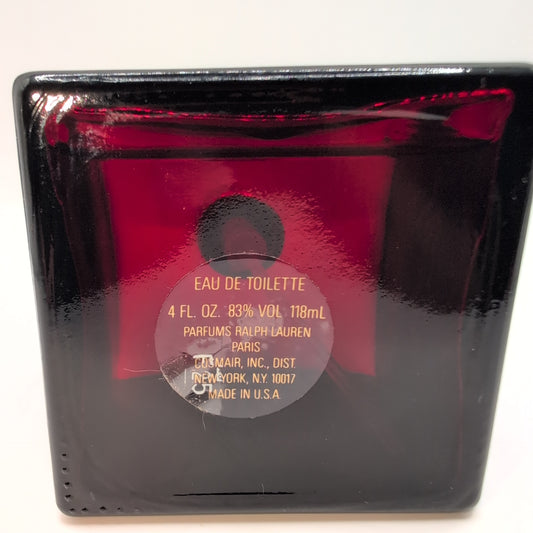 EAU DE TOILETTE
4 FL. OZ. 83% VOL 118mL
PARFUMS RALPH LAUREN
PARIS
COSMAIR, INC., DIST.
NEW YORK, N.Y. 10017
MADE IN U.S.A.